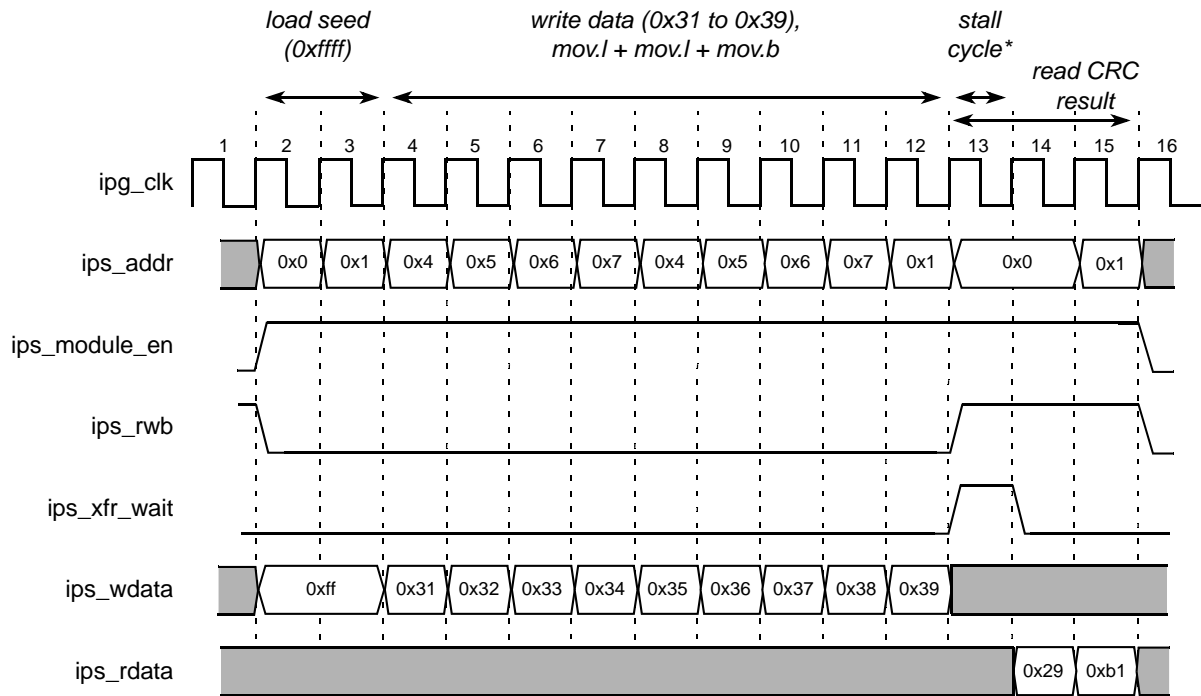 load seed
(0xffff)
write data (0x31 to 0x39),
mov.l + mov.l + mov.b
stall
cycle*
read CRC
result
1 2 3 4 5 6 7 8 9 10 11 12 13 14 15 16
ipg_clk
ips_addr 0x0 0x1 0x4 0x5 0x6 0x7 0x4 0x5 0x6 0x7 0x1 0x0 0x1
ips_module_en
ips_rwb
ips_xfr_wait
ips_wdata 0xff 0x31 0x32 0x33 0x34 0x35 0x36 0x37 0x38 0x39
ips_rdata 0x29 0xb1